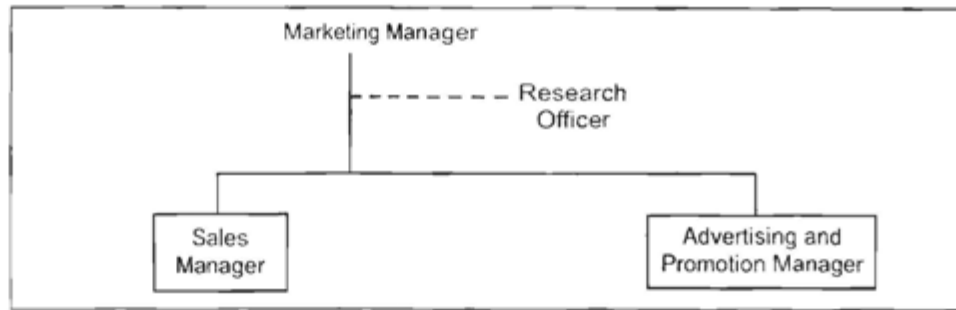 Marketing Manager
Research
Officer
Sales
Manager
Advertising and
Promotion Manager